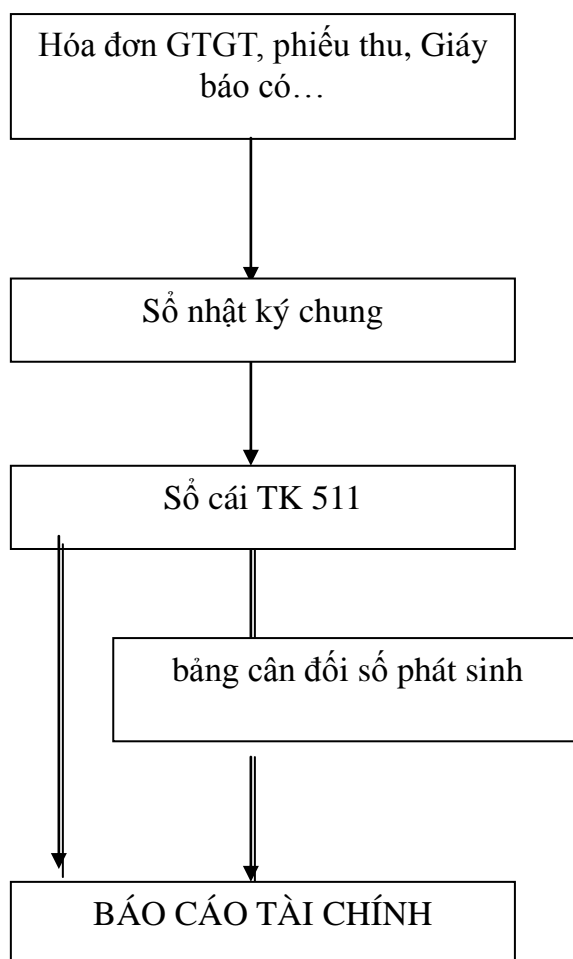 Hóa đơn GTGT, phiếu thu, Giáy
báo có…
Sổ nhật ký chung
Sổ cái TK 511
bảng cân đối số phát sinh
BÁO CÁO TÀI CHÍNH